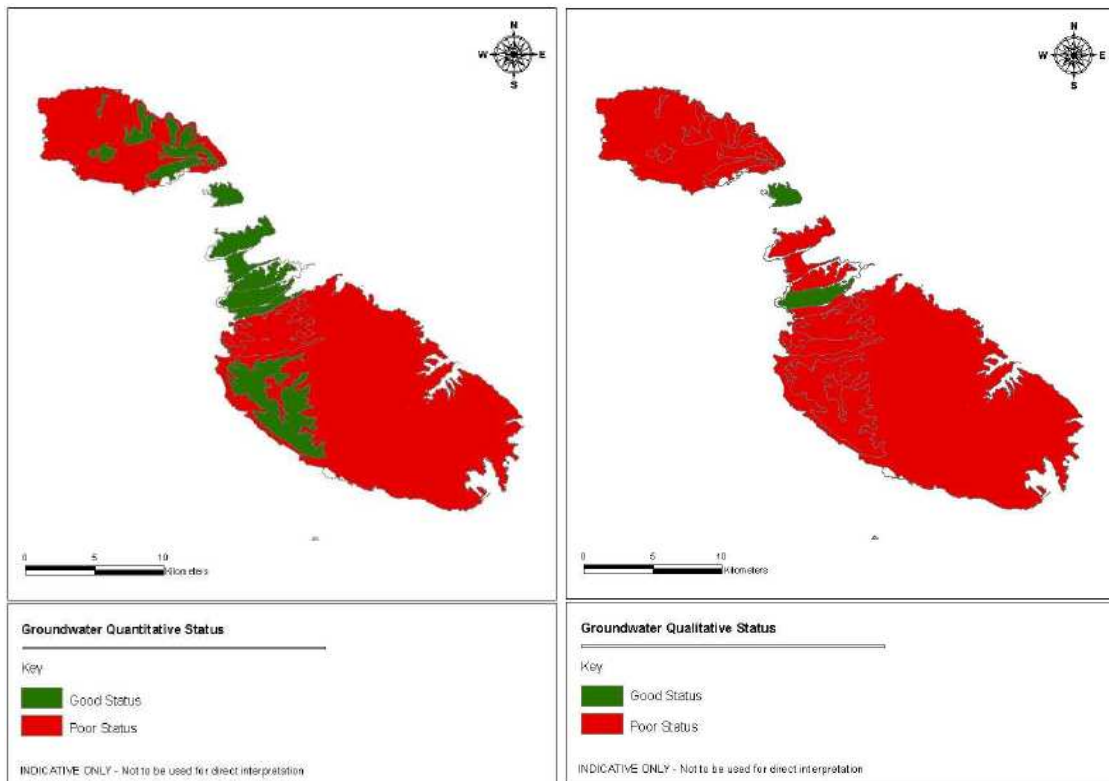 N
W E
S
0 5 10
Kilometers
Groundwater Quantitative Status
Key
Good Status
Poor Status
INDICATIVE ONLY - Not to be used for direct interpretation
N
W E
S
0 5 10
Kilometers
Groundwater Qualitative Status
Key
Good Status
Poor Status
INDICATIVE ONLY - Not to be used for direct interpretation